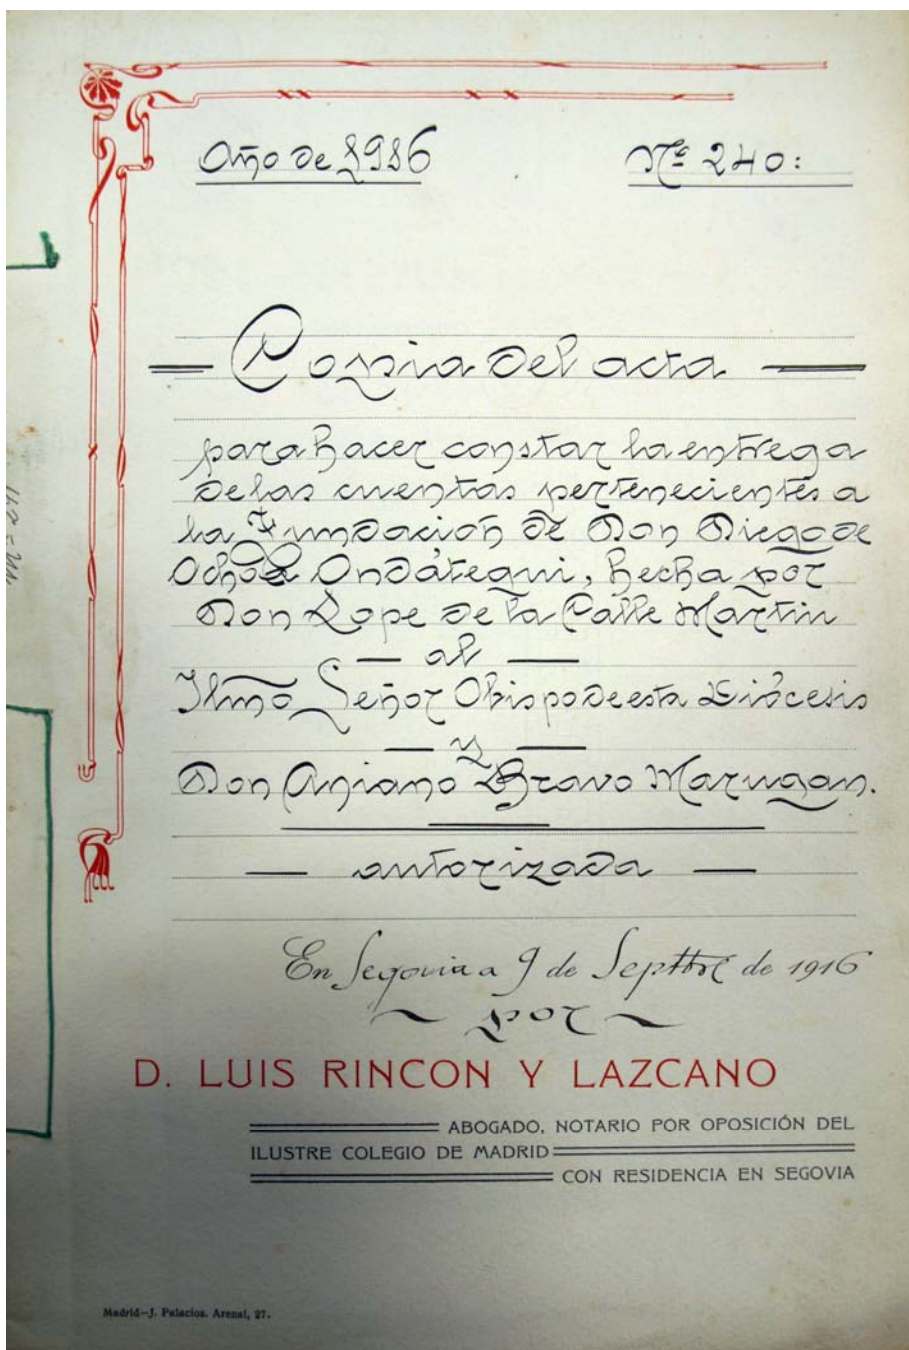 Año de 1916 Nº 240:
Copia del acta
para hacer constar la entrega
de las cuentas pertenecientes a
la Fundación de Don Diego de
Ochoa Ondátegui, hecha por
Don Lope de la Calle Martin
al
Ilmo Señor Obispo de esta Diócesis
y
Don Aniano Bravo Marugan.
autorizada
En Segovia a 9 de Septbre de 1916
por
D. LUIS RINCON Y LAZCANO
ABOGADO, NOTARIO POR OPOSICIÓN DEL
ILUSTRE COLEGIO DE MADRID
CON RESIDENCIA EN SEGOVIA
Madrid—J. Palacios. Arenal, 27.